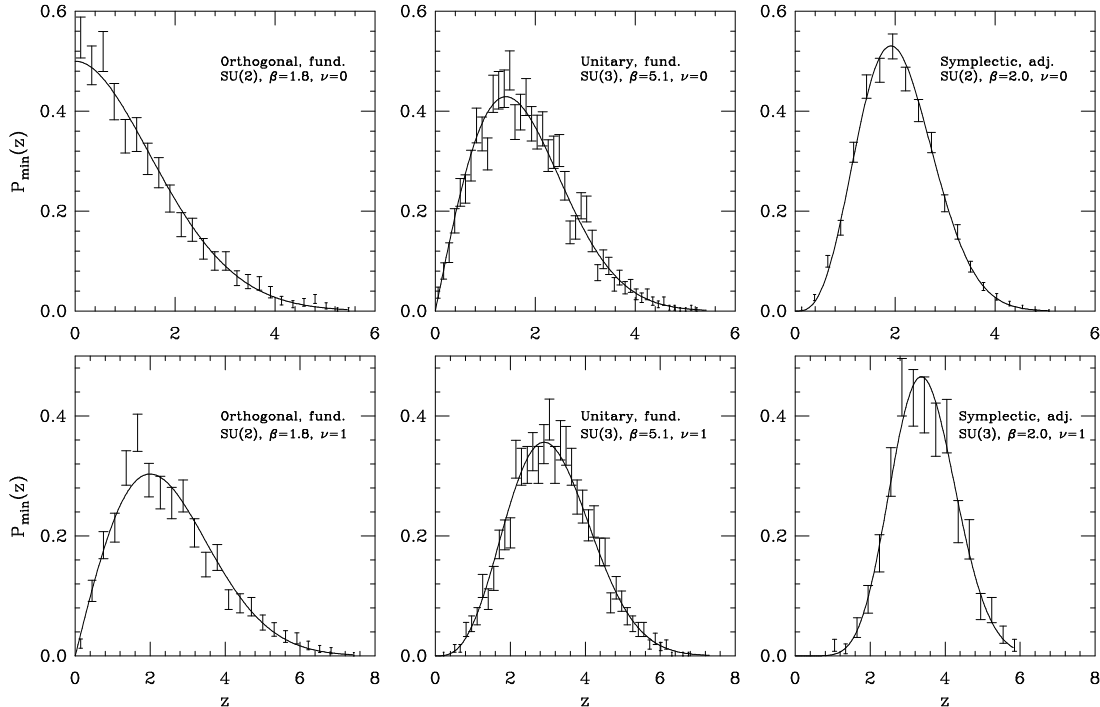 0.6
0.4
0.2
0.0
P_min(z)
Orthogonal, fund.
SU(2), β=1.8, ν=0
0 2 4 6
0.6
0.4
0.2
0.0
Unitary, fund.
SU(3), β=5.1, ν=0
0 2 4 6
0.6
0.4
0.2
0.0
Symplectic, adj.
SU(2), β=2.0, ν=0
0 2 4 6
0.4
0.2
0.0
P_min(z)
Orthogonal, fund.
SU(2), β=1.8, ν=1
0 2 4 6 8
z
0.4
0.2
0.0
Unitary, fund.
SU(3), β=5.1, ν=1
0 2 4 6 8
z
0.4
0.2
0.0
Symplectic, adj.
SU(3), β=2.0, ν=1
0 2 4 6 8
z